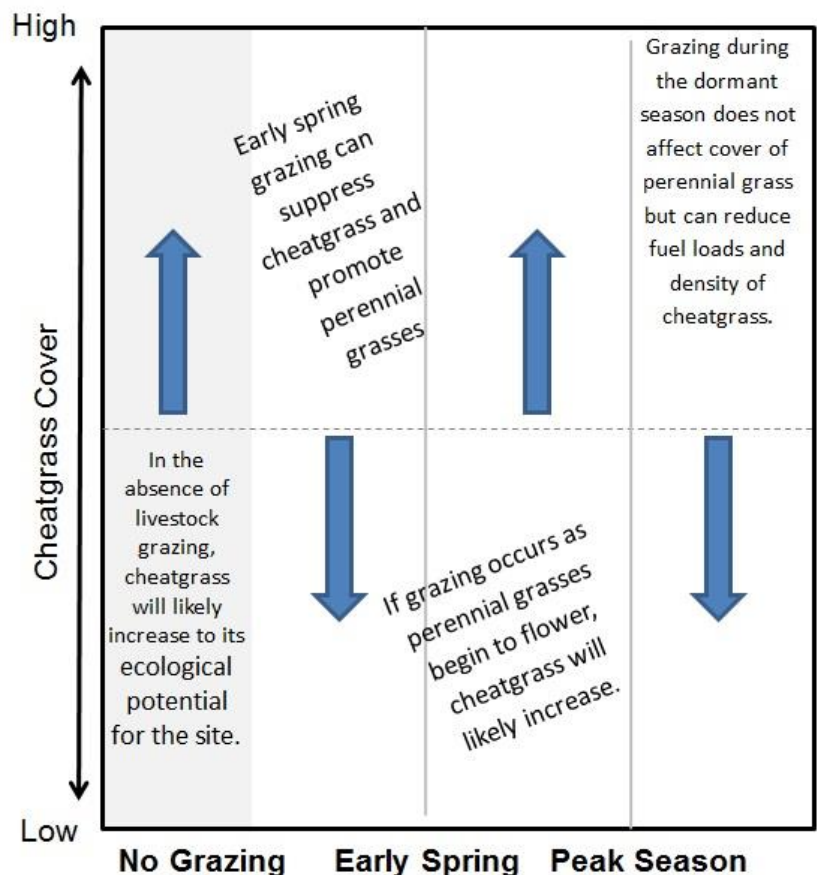 High
Cheatgrass Cover
Low
Early spring
grazing can
suppress
cheatgrass and
promote
perennial
grasses
Grazing during
the dormant
season does not
affect cover of
perennial grass
but can reduce
fuel loads and
density of
cheatgrass.
In the
absence of
livestock
grazing,
cheatgrass
will likely
increase to its
ecological
potential
for the site.
If grazing occurs as
perennial grasses
begin to flower,
cheatgrass will
likely increase.
No Grazing
Early Spring
Peak Season